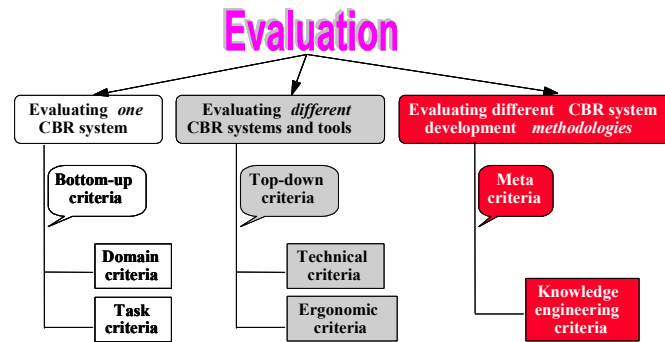 Evaluation
Evaluating one
CBR system
Evaluating different
CBR systems and tools
Evaluating different CBR system
development methodologies
Bottom-up
criteria
Top-down
criteria
Meta
criteria
Domain
criteria
Technical
criteria
Task
criteria
Ergonomic
criteria
Knowledge
engineering
criteria